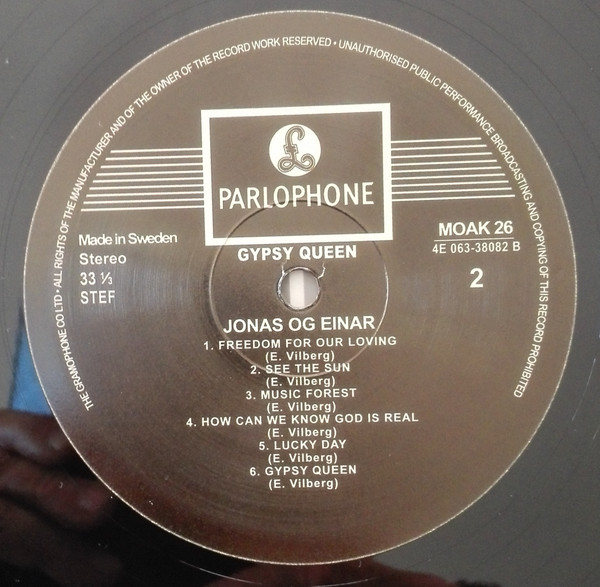 THE GRAMOPHONE CO LTD • ALL RIGHTS OF THE MANUFACTURER AND OF THE OWNER OF THE RECORD WORK RESERVED • UNAUTHORISED PUBLIC PERFORMANCE BROADCASTING AND COPYING OF THIS RECORD PROHIBITED
£
PARLOPHONE
Made in Sweden
Stereo
33 ⅓
STEF
GYPSY QUEEN
MOAK 26
4E 063-38082 B
2
JONAS OG EINAR
1. FREEDOM FOR OUR LOVING
(E. Vilberg)
2. SEE THE SUN
(E. Vilberg)
3. MUSIC FOREST
(E. Vilberg)
4. HOW CAN WE KNOW GOD IS REAL
(E. Vilberg)
5. LUCKY DAY
(E. Vilberg)
6. GYPSY QUEEN
(E. Vilberg)